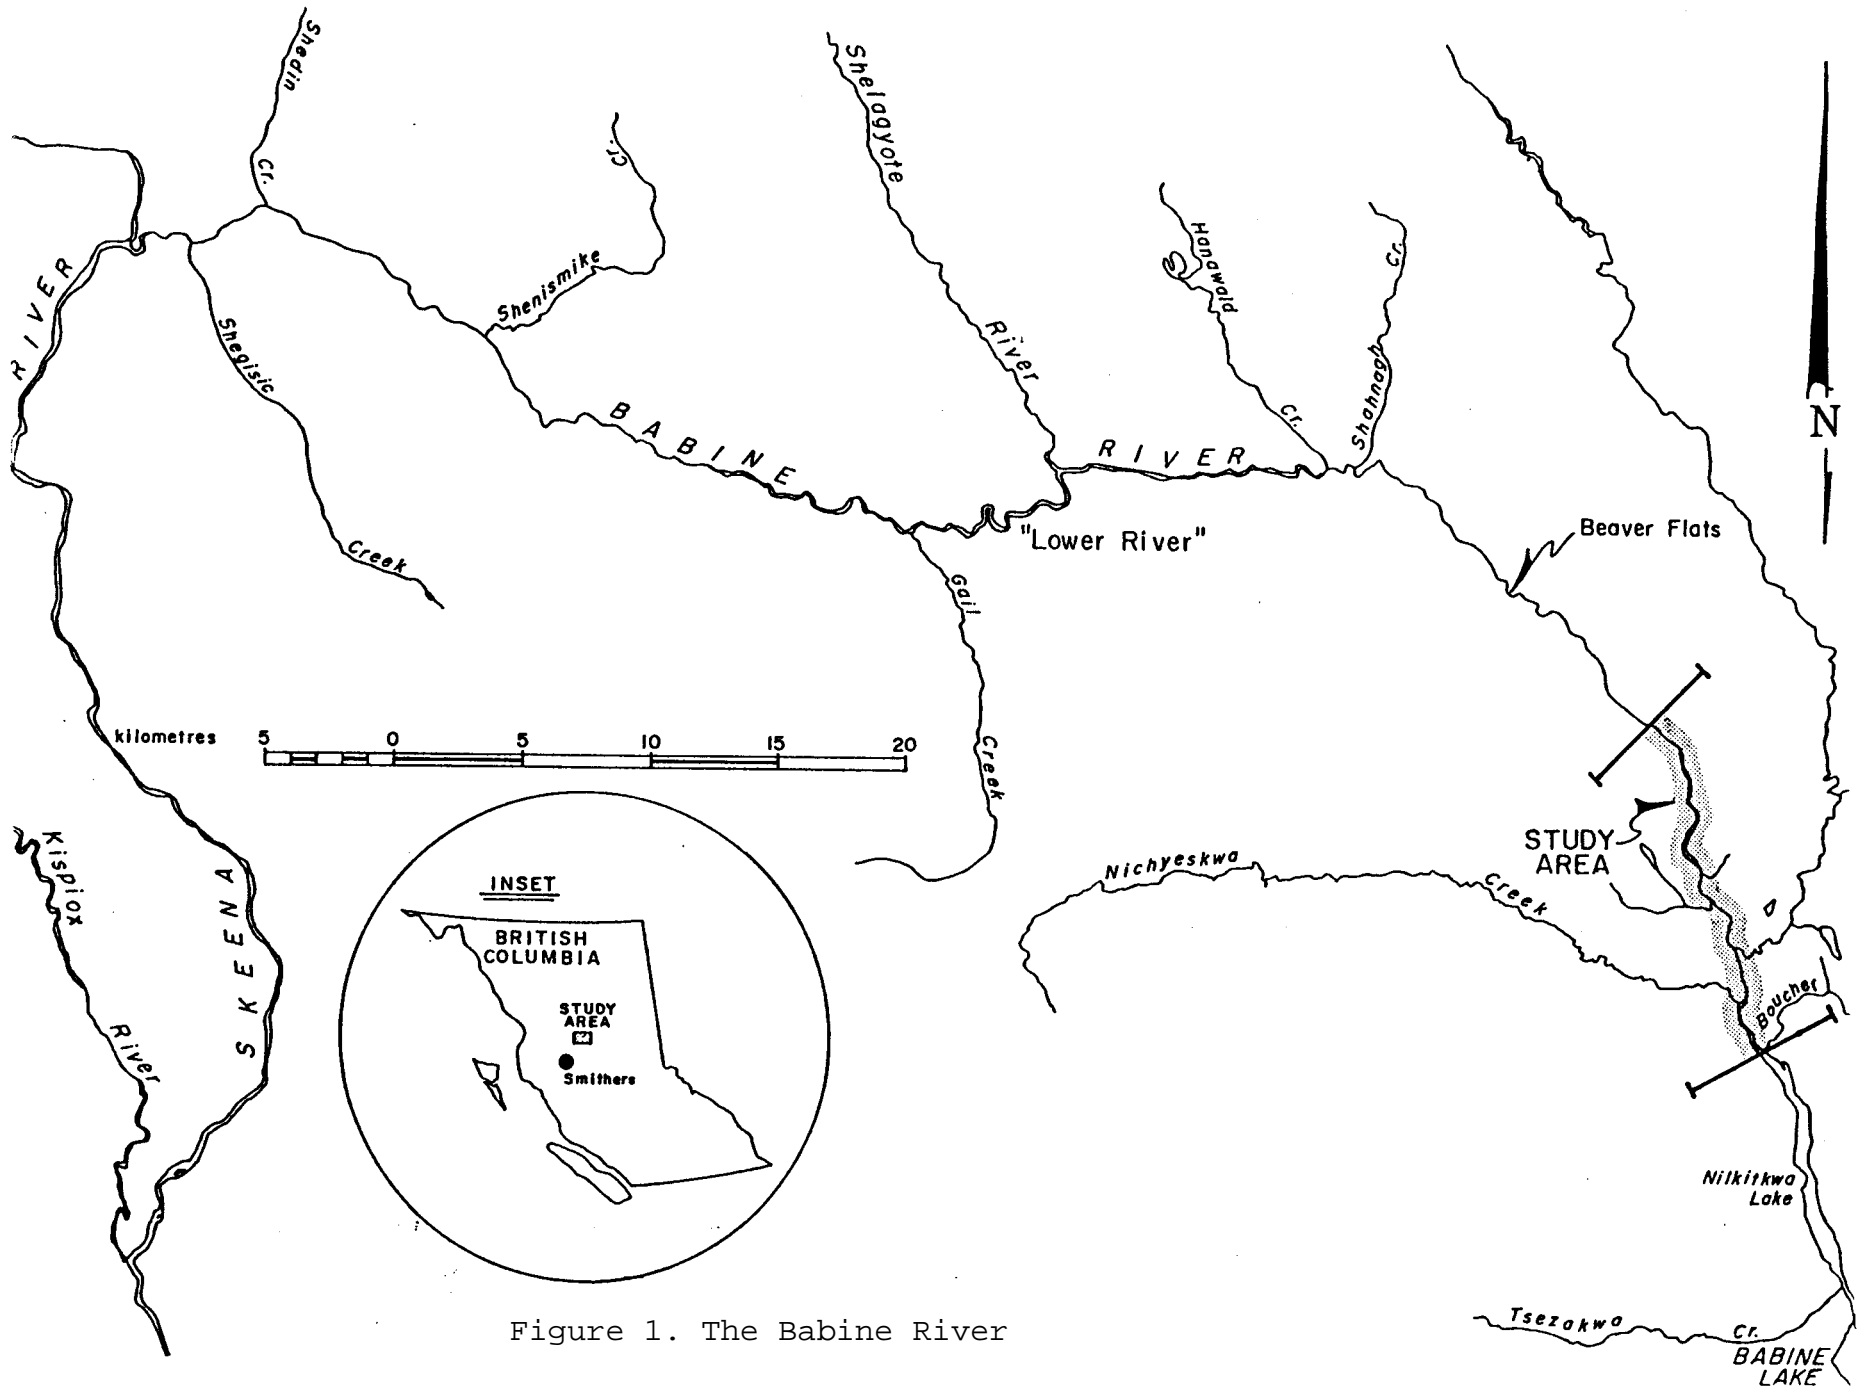 Shedin
Cr.
Cr.
Shenismike
Shelagyote
River
Hanawald
Cr.
Cr.
Shahnagh
N
RIVER
Shegisic
Creek
BABINE
RIVER
"Lower River"
Beaver Flats
Gail
Creek
kilometres 5 0 5 10 15 20
STUDY
AREA
Nichyeskwa
Creek
Boucher
Kispiox
River
SKEENA
INSET
BRITISH
COLUMBIA
STUDY
AREA
Smithers
Nilkitkwa
Lake
Tsezakwa
Cr.
BABINE
LAKE
Figure 1. The Babine River